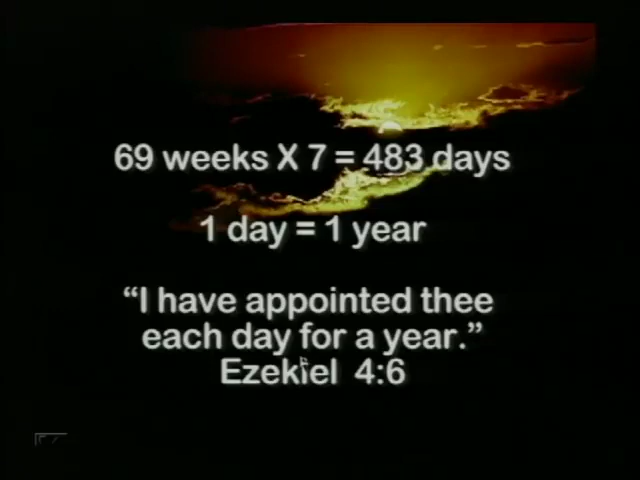 69 weeks X 7 = 483 days
1 day = 1 year
“I have appointed thee
each day for a year.”
Ezekiel 4:6